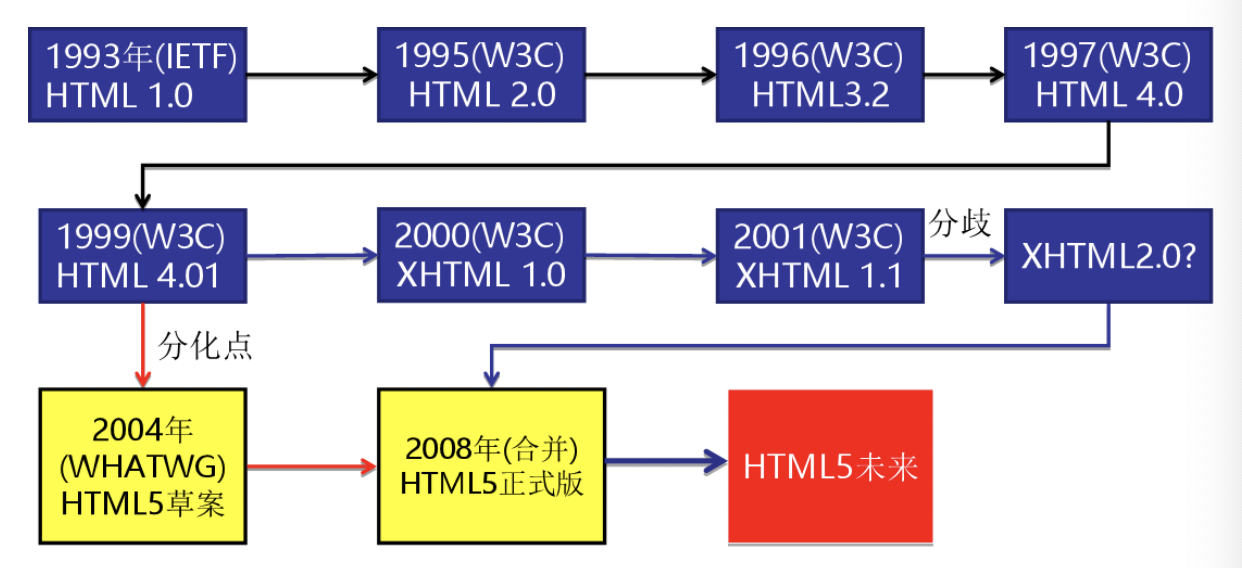 1993年(IETF)
HTML 1.0
1995(W3C)
HTML 2.0
1996(W3C)
HTML3.2
1997(W3C)
HTML 4.0
1999(W3C)
HTML 4.01
2000(W3C)
XHTML 1.0
2001(W3C)
XHTML 1.1
分歧
XHTML2.0?
分化点
2004年
(WHATWG)
HTML5草案
2008年(合并)
HTML5正式版
HTML5未来